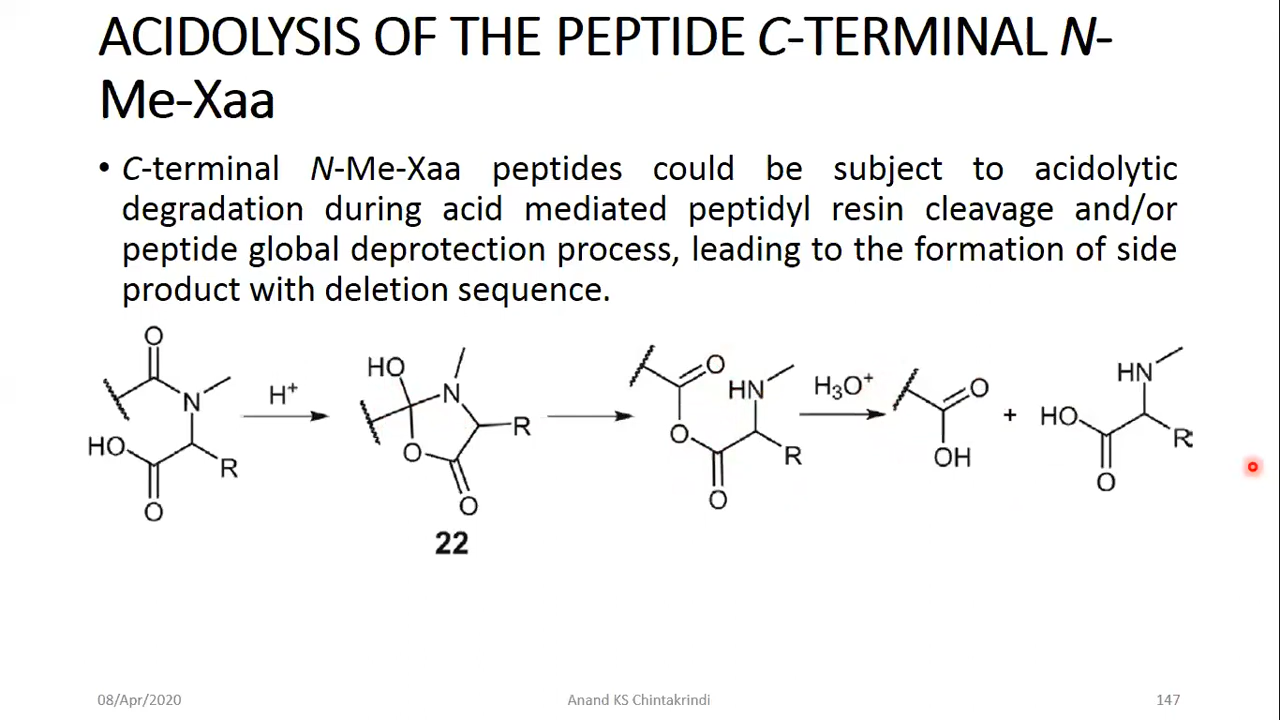 ACIDOLYSIS OF THE PEPTIDE C-TERMINAL N-
Me-Xaa
• C-terminal N-Me-Xaa peptides could be subject to acidolytic
degradation during acid mediated peptidyl resin cleavage and/or
peptide global deprotection process, leading to the formation of side
product with deletion sequence.
O
N
HO
R
O
H⁺
HO
N
R
O
O
22
O
HN
O
R
O
H₃O⁺
O
OH
+
HN
HO
R
O
08/Apr/2020
Anand KS Chintakrindi
147